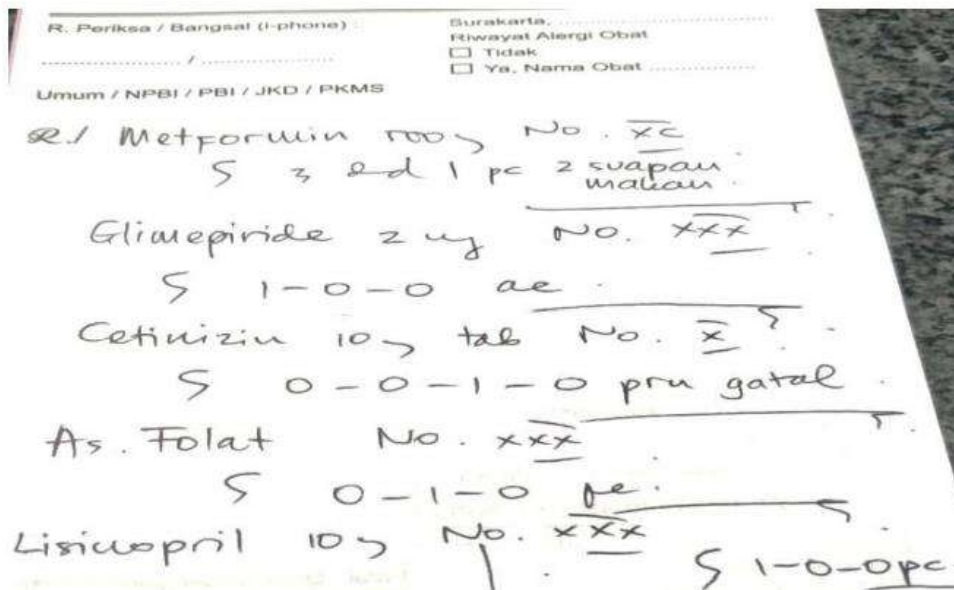 R. Periksa / Bangsal (I-phone) :
Surakarta, ........................
Riwayat Alergi Obat
..................... / .....................
☐ Tidak
☐ Ya, Nama Obat .....................
Umum / NPBI / PBI / JKD / PKMS
R/ Metformin 500 mg No. XC
S 3 dd 1 pc 2 suapan
makan.
Glimepiride 2 mg No. XXX
S 1-0-0 ac.
Cetirizin 10 mg tab No. X
S 0-0-1-0 prn gatal.
As. Folat No. XXX
S 0-1-0 pc.
Lisinopril 10 mg No. XXX
S 1-0-0 pc